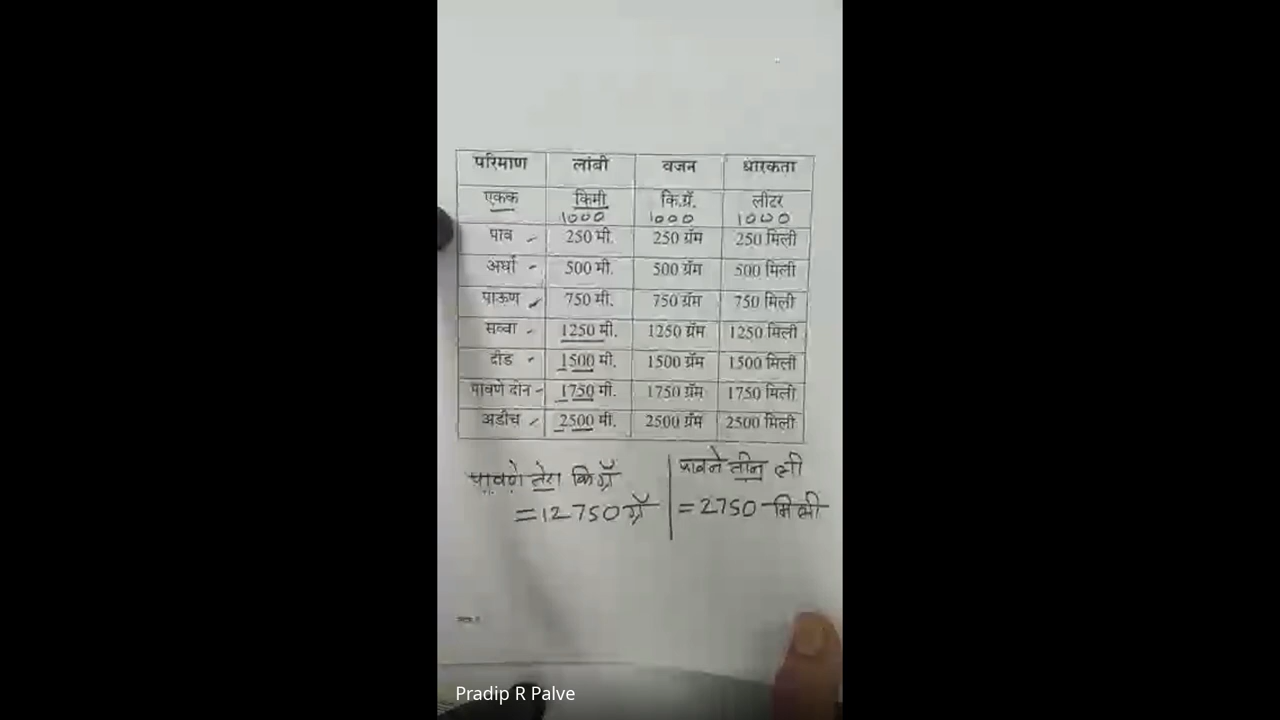 परिमाण लांबी वजन धारकता
एकक किमी कि.ग्रॅ. लीटर
1000 1000 1000
पाव 250 मी. 250 ग्रॅम 250 मिली
अर्धा 500 मी. 500 ग्रॅम 500 मिली
पाऊण 750 मी. 750 ग्रॅम 750 मिली
सव्वा 1250 मी. 1250 ग्रॅम 1250 मिली
दीड 1500 मी. 1500 ग्रॅम 1500 मिली
पावणे दोन 1750 मी. 1750 ग्रॅम 1750 मिली
अडीच 2500 मी. 2500 ग्रॅम 2500 मिली
पावणे तेरा कि ग्रॅ
=12750 ग्रॅ
पावने तीन ली
=2750 मिली
Pradip R Palve